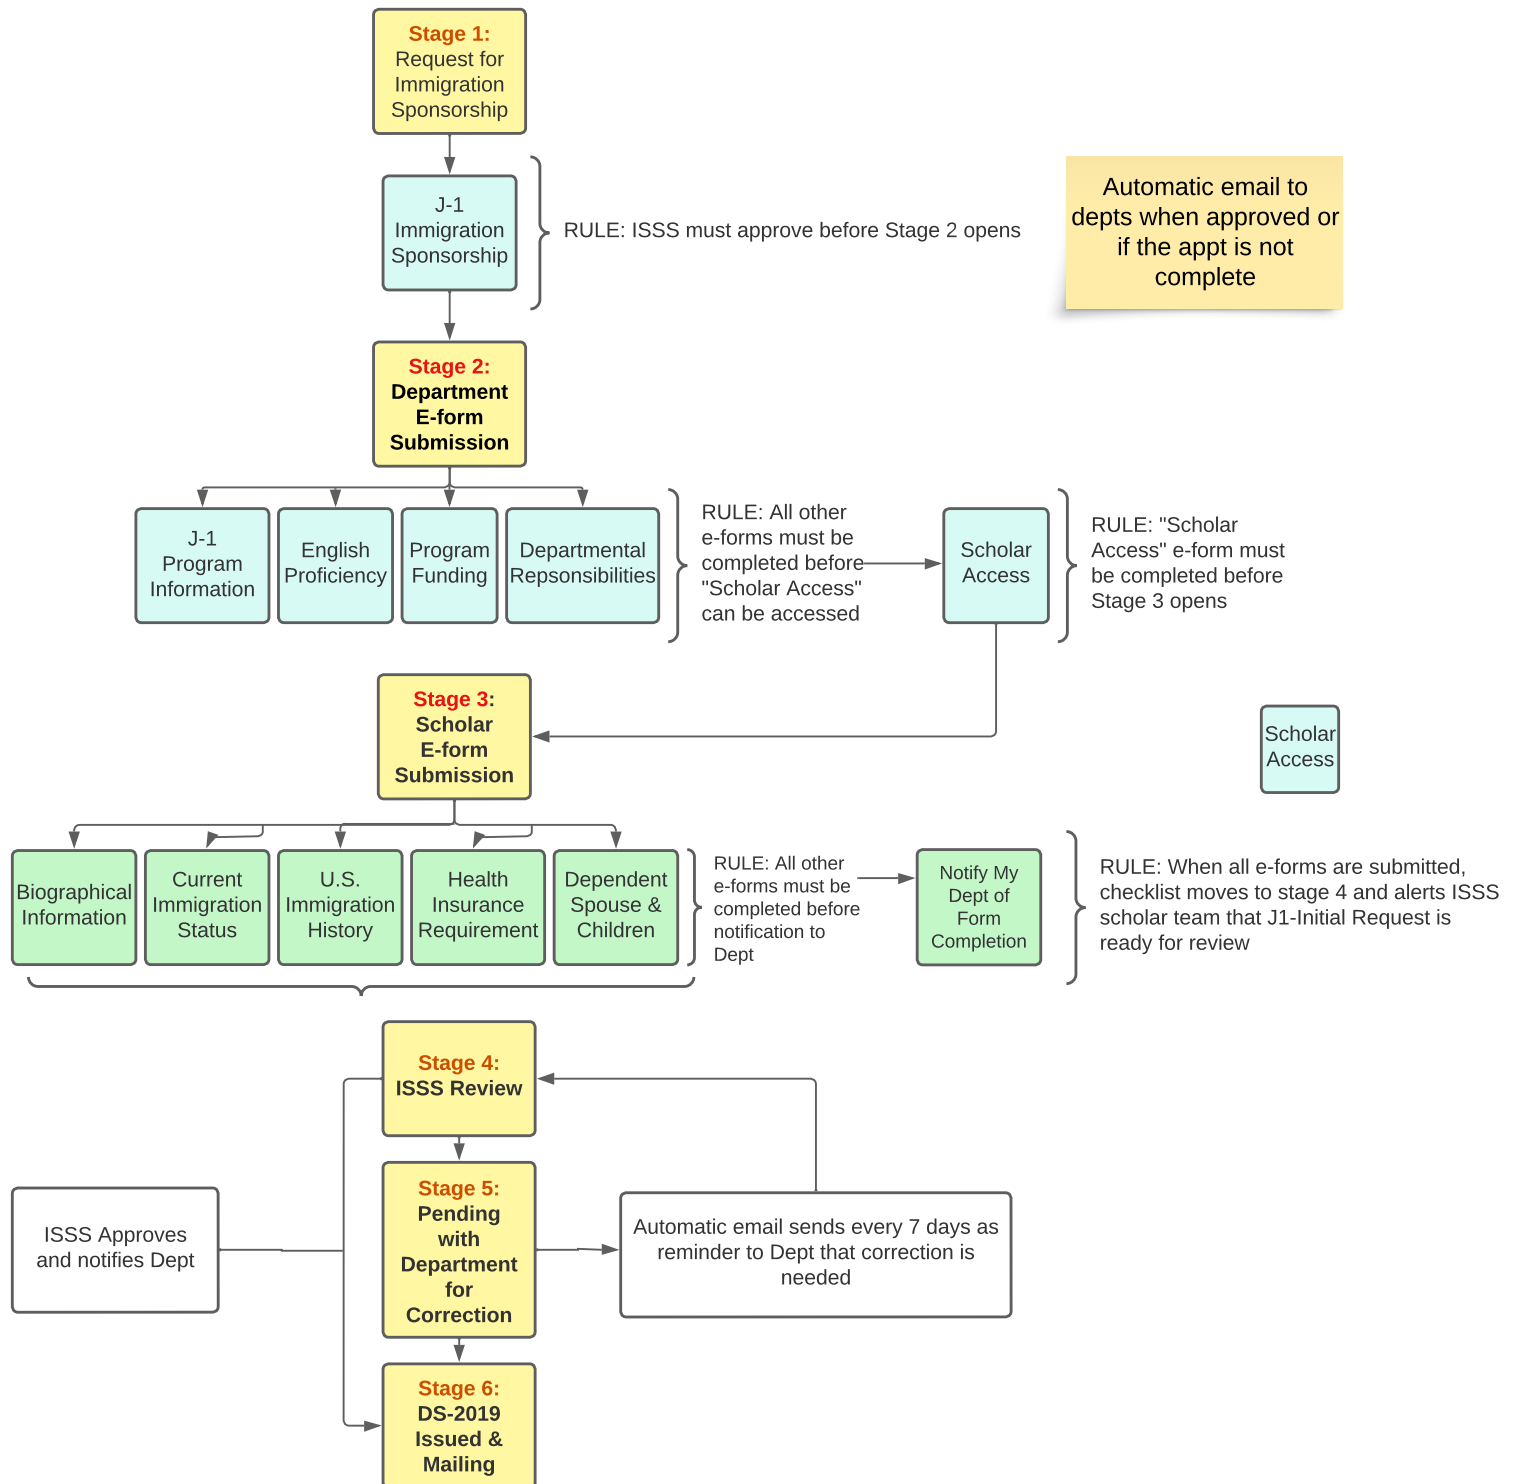 Stage 1:
Request for
Immigration
Sponsorship
J-1
Immigration
Sponsorship
RULE: ISSS must approve before Stage 2 opens
Automatic email to
depts when approved or
if the appt is not
complete
Stage 2:
Department
E-form
Submission
J-1
Program
Information
English
Proficiency
Program
Funding
Departmental
Repsonsibilities
RULE: All other
e-forms must be
completed before
"Scholar Access"
can be accessed
Scholar
Access
RULE: "Scholar
Access" e-form must
be completed before
Stage 3 opens
Stage 3:
Scholar
E-form
Submission
Scholar
Access
Biographical
Information
Current
Immigration
Status
U.S.
Immigration
History
Health
Insurance
Requirement
Dependent
Spouse &
Children
RULE: All other
e-forms must be
completed before
notification to
Dept
Notify My
Dept of
Form
Completion
RULE: When all e-forms are submitted,
checklist moves to stage 4 and alerts ISSS
scholar team that J1-Initial Request is
ready for review
Stage 4:
ISSS Review
ISSS Approves
and notifies Dept
Stage 5:
Pending
with
Department
for
Correction
Automatic email sends every 7 days as
reminder to Dept that correction is
needed
Stage 6:
DS-2019
Issued &
Mailing